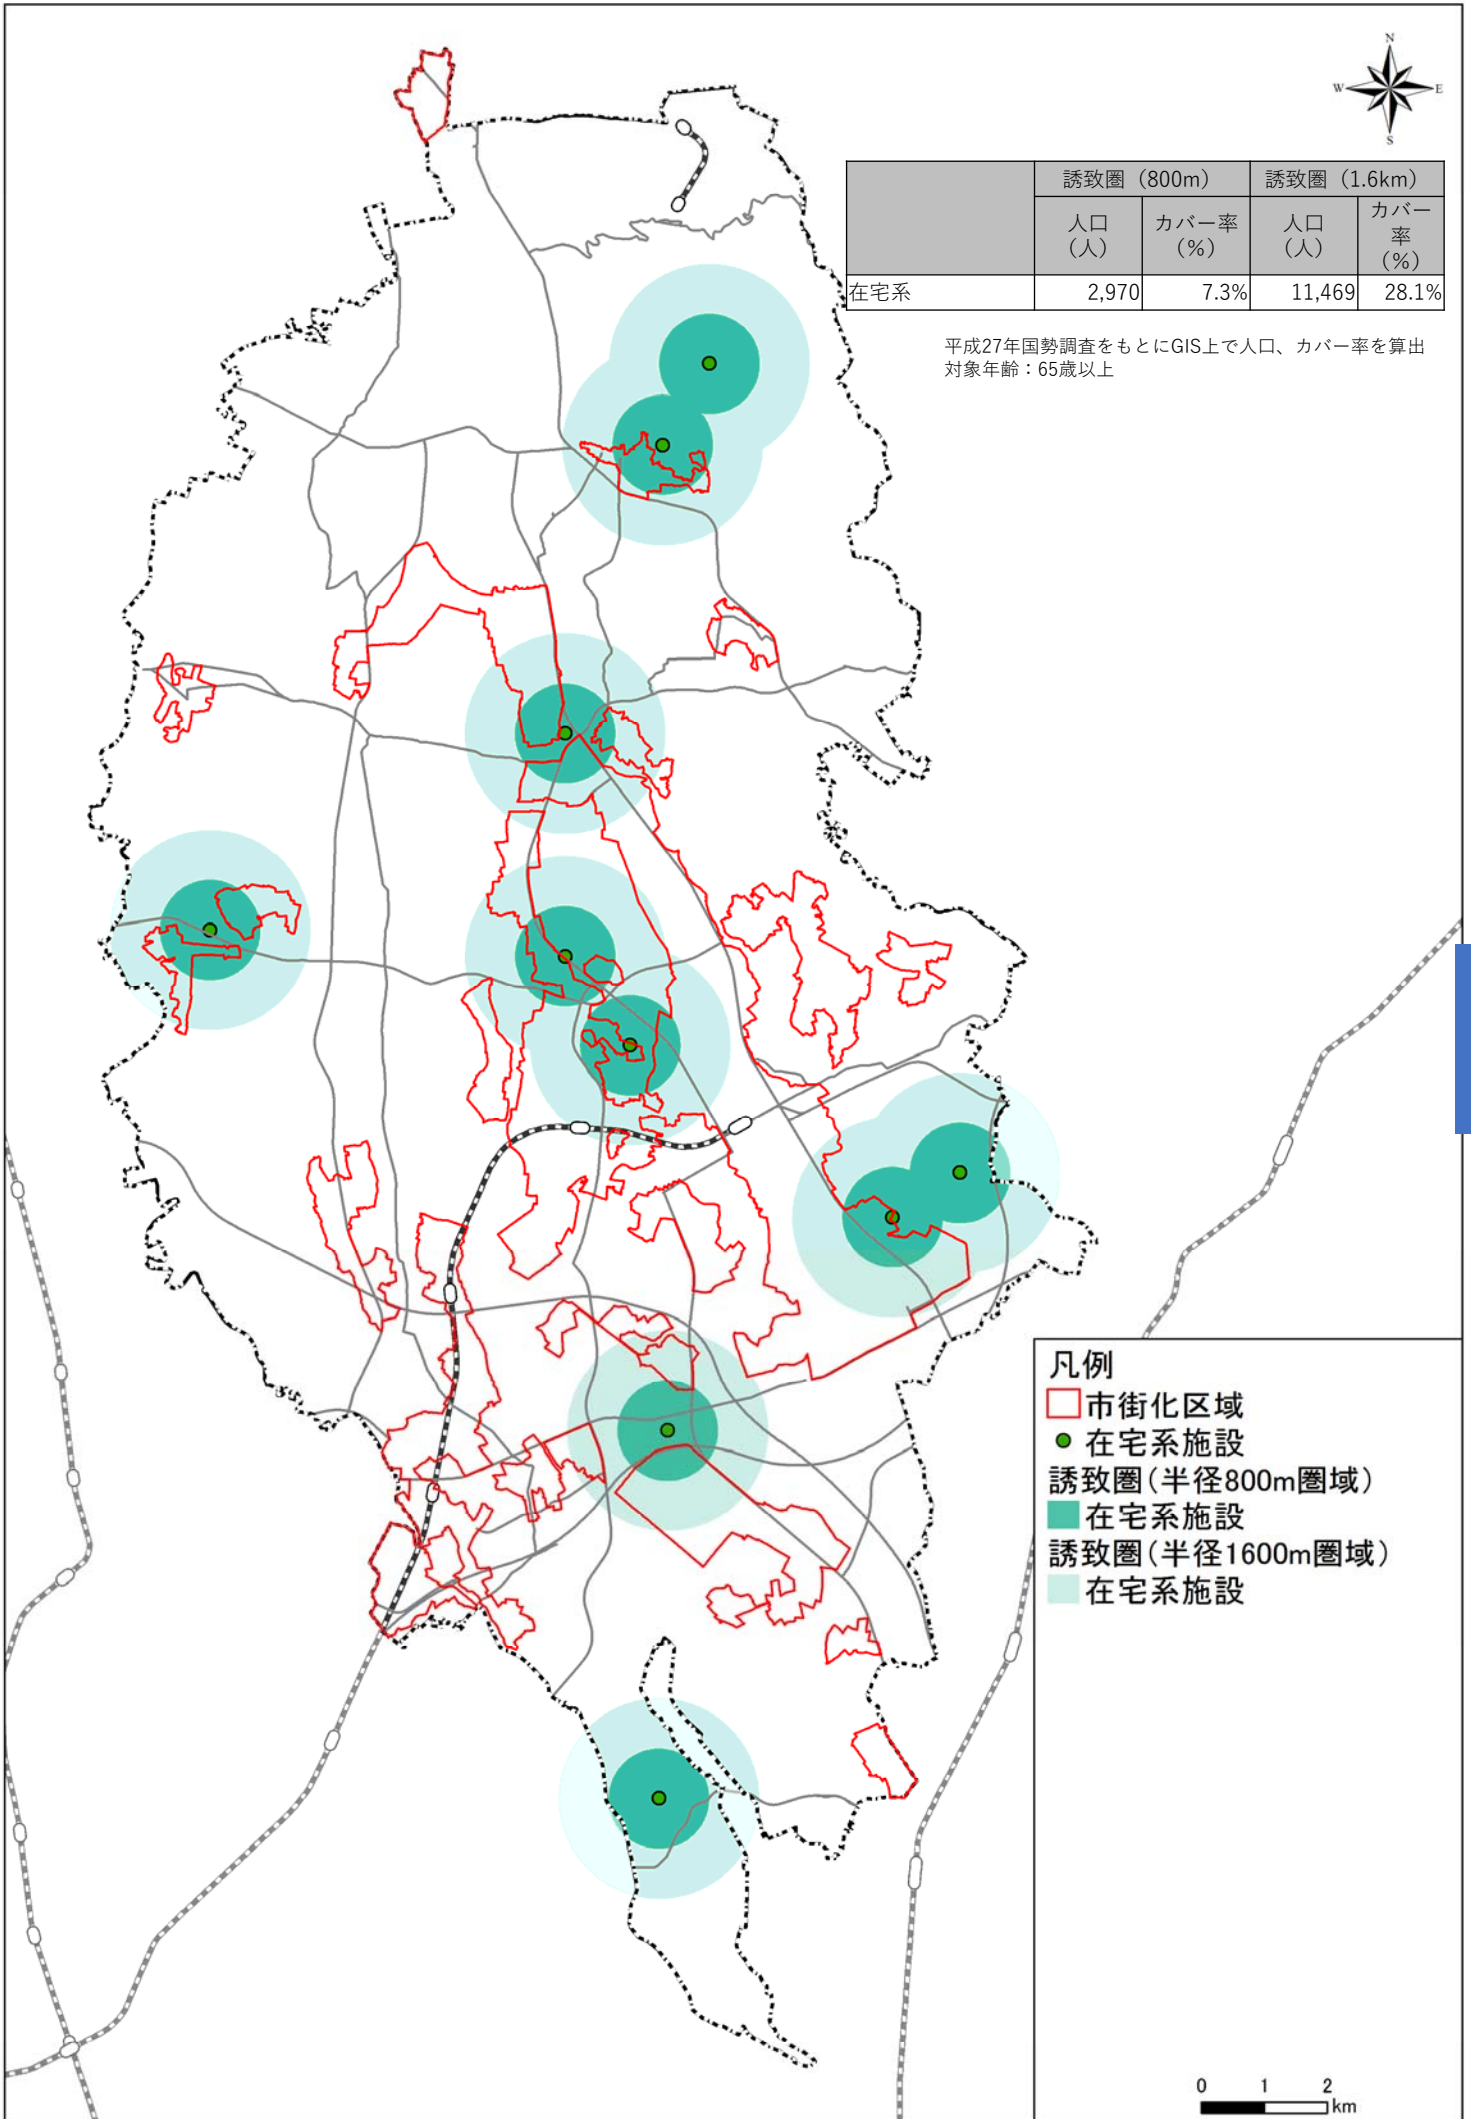 N
W
E
S
誘致圏（800m）
誘致圏（1.6km）
人口
（人）
カバー率
（%）
人口
（人）
カバー
率
（%）
在宅系
2,970
7.3%
11,469
28.1%
平成27年国勢調査をもとにGIS上で人口、カバー率を算出
対象年齢：65歳以上
凡例
市街化区域
在宅系施設
誘致圏(半径800m圏域)
在宅系施設
誘致圏(半径1600m圏域)
在宅系施設
0 1 2
km